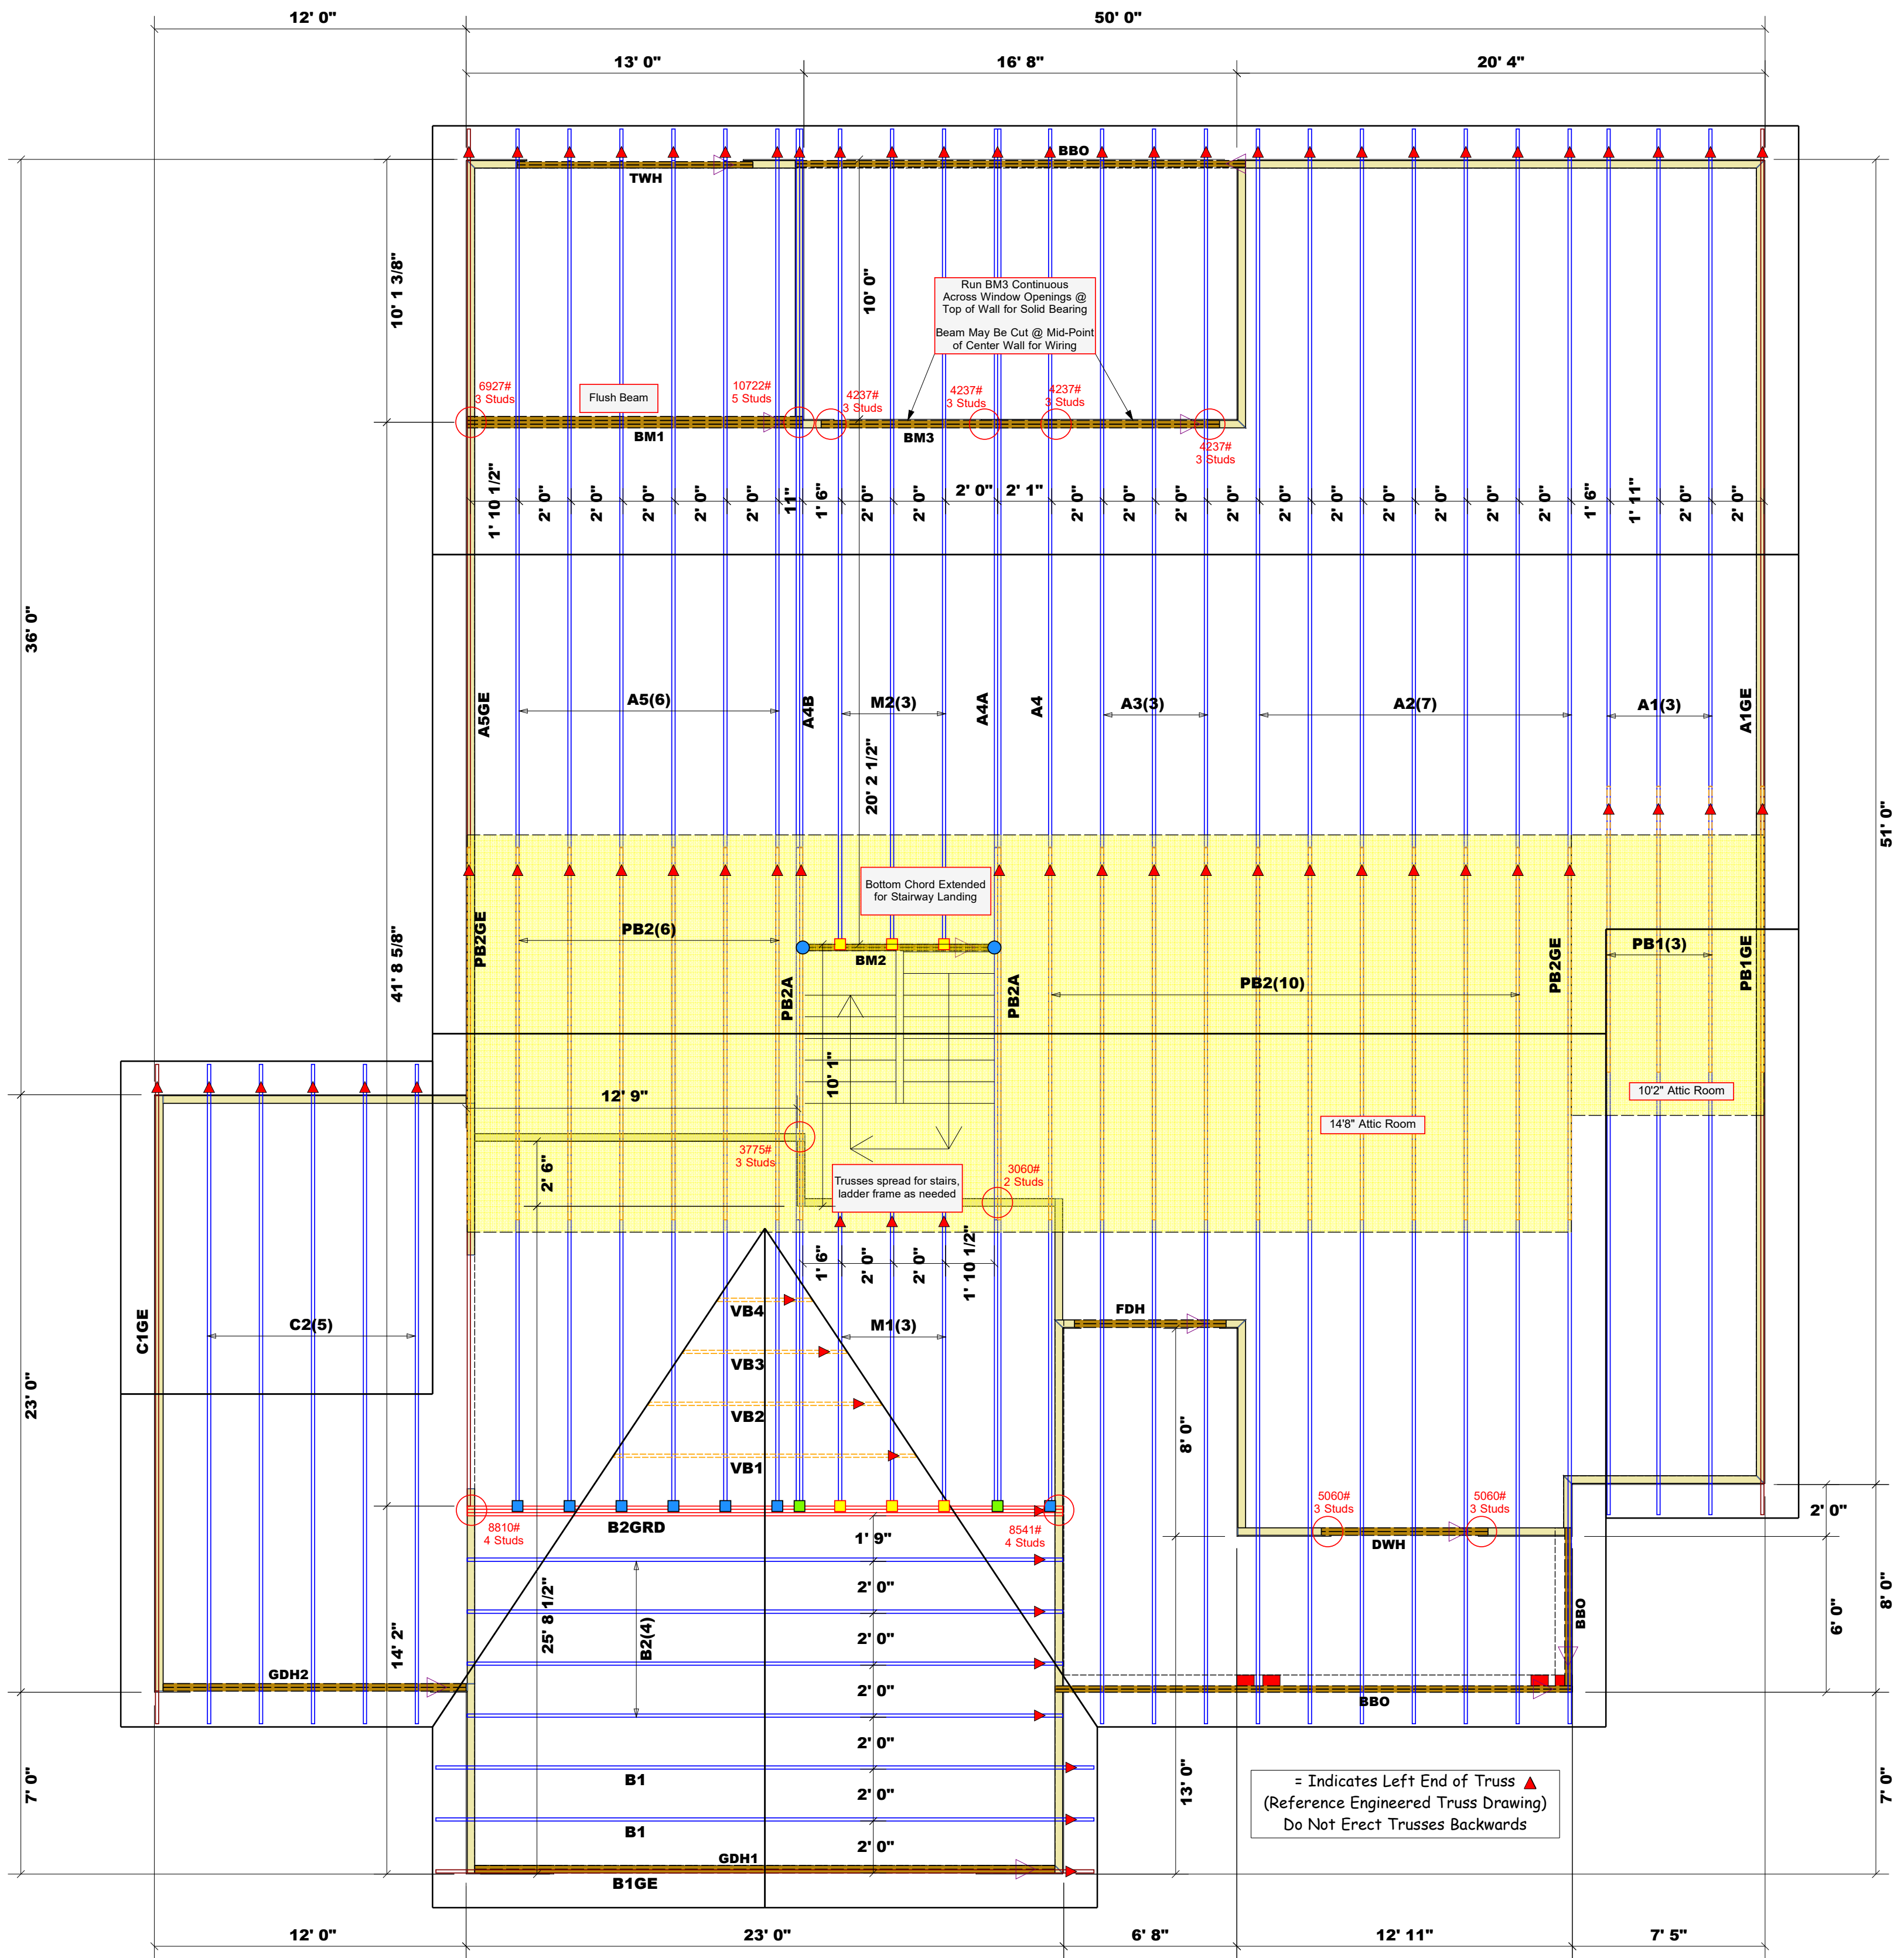 12' 0"
50' 0"
13' 0"
16' 8"
20' 4"
BBO
TWH
10' 1 3/8"
10' 0"
Run BM3 Continuous
Across Window Openings @
Top of Wall for Solid Bearing
Beam May Be Cut @ Mid-Point
of Center Wall for Wiring
6927#
3 Studs
Flush Beam
10722#
5 Studs
4237#
3 Studs
4237#
3 Studs
4237#
3 Studs
4237#
3 Studs
BM1
BM3
1' 10 1/2"
2' 0"
2' 0"
2' 0"
2' 0"
2' 0"
11"
1' 6"
2' 0"
2' 0"
2' 0"
2' 1"
2' 0"
2' 0"
2' 0"
2' 0"
2' 0"
2' 0"
2' 0"
2' 0"
2' 0"
2' 0"
1' 6"
1' 11"
2' 0"
2' 0"
36' 0"
A5GE
A5(6)
A4B
M2(3)
A4A
A4
A3(3)
A2(7)
A1(3)
A1GE
20' 2 1/2"
51' 0"
Bottom Chord Extended
for Stairway Landing
41' 8 5/8"
PB2GE
PB2(6)
PB2A
BM2
PB2A
PB2(10)
PB2GE
PB1(3)
PB1GE
10' 1"
12' 9"
10'2" Attic Room
14'8" Attic Room
3775#
3 Studs
2' 6"
Trusses spread for stairs,
ladder frame as needed
3060#
2 Studs
1' 6"
2' 0"
2' 0"
1' 10 1/2"
C1GE
C2(5)
VB4
M1(3)
FDH
VB3
23' 0"
VB2
8' 0"
VB1
8810#
4 Studs
B2GRD
8541#
4 Studs
5060#
3 Studs
5060#
3 Studs
DWH
2' 0"
1' 9"
2' 0"
25' 8 1/2"
B2(4)
2' 0"
14' 2"
BBO
6' 0"
8' 0"
GDH2
2' 0"
BBO
2' 0"
7' 0"
B1
2' 0"
13' 0"
7' 0"
= Indicates Left End of Truss
(Reference Engineered Truss Drawing)
Do Not Erect Trusses Backwards
B1
2' 0"
GDH1
B1GE
12' 0"
23' 0"
6' 8"
12' 11"
7' 5"